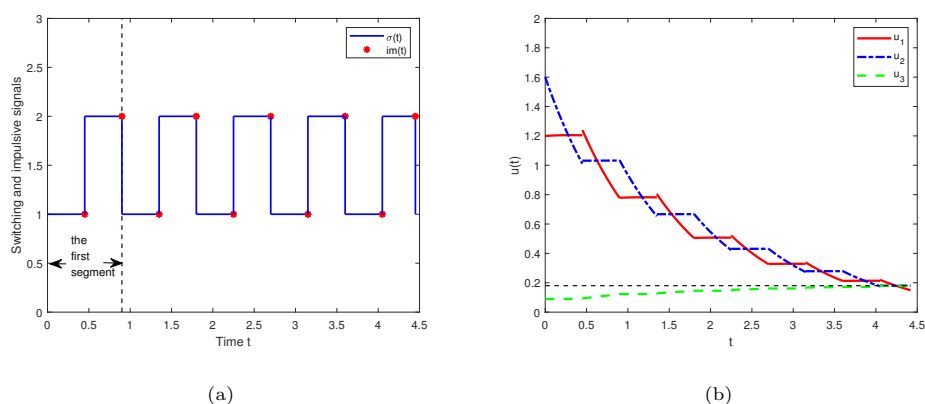 3
2.5
2
1.5
1
0.5
0
Switching and impulsive signals
σ(t)
im(t)
the
first
segment
0 0.5 1 1.5 2 2.5 3 3.5 4 4.5
Time t
(a)
2
1.8
1.6
1.4
1.2
1
0.8
0.6
0.4
0.2
0
u(t)
u₁
u₂
u₃
0 0.5 1 1.5 2 2.5 3 3.5 4 4.5
t
(b)